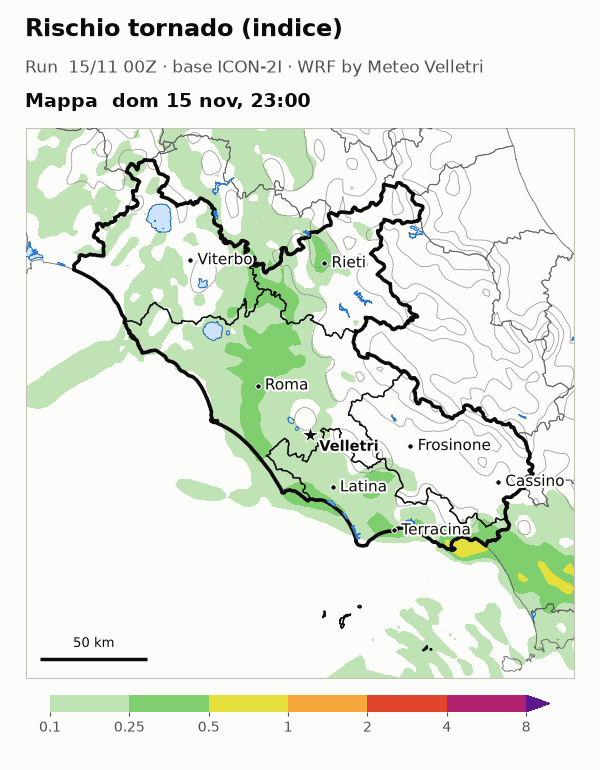 Rischio tornado (indice)
Run  15/11 00Z · base ICON-2I · WRF by Meteo Velletri
Mappa  dom 15 nov, 23:00
Viterbo
Rieti
Roma
Velletri
Frosinone
Cassino
Latina
Terracina
50 km
0.1 0.25 0.5 1 2 4 8